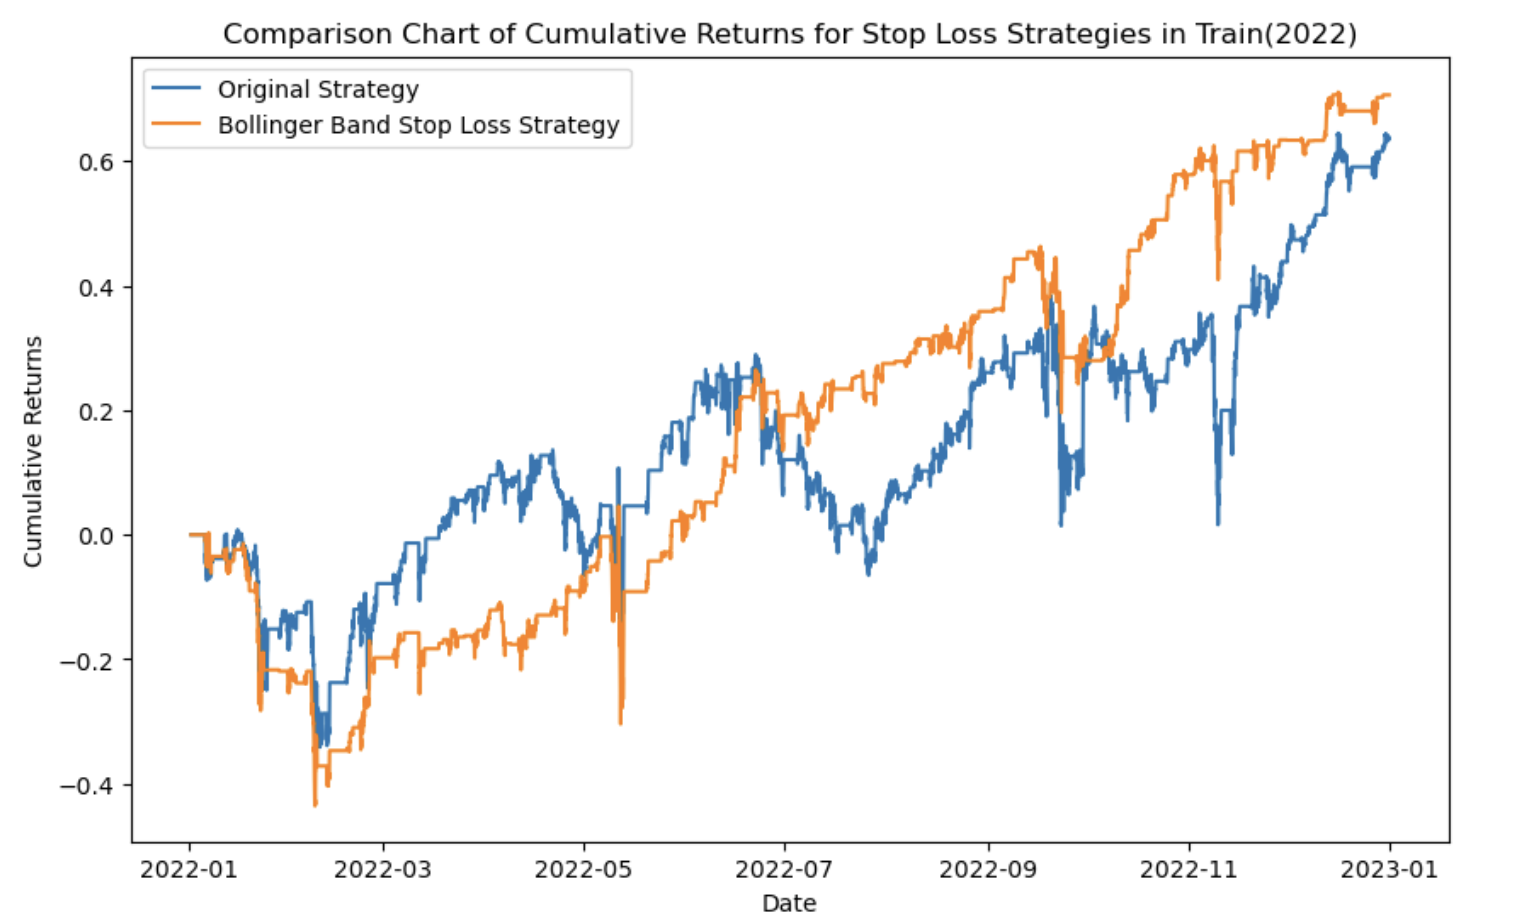 Comparison Chart of Cumulative Returns for Stop Loss Strategies in Train(2022)
Original Strategy
Bollinger Band Stop Loss Strategy
Cumulative Returns
0.6
0.4
0.2
0.0
−0.2
−0.4
2022-01 2022-03 2022-05 2022-07 2022-09 2022-11 2023-01
Date